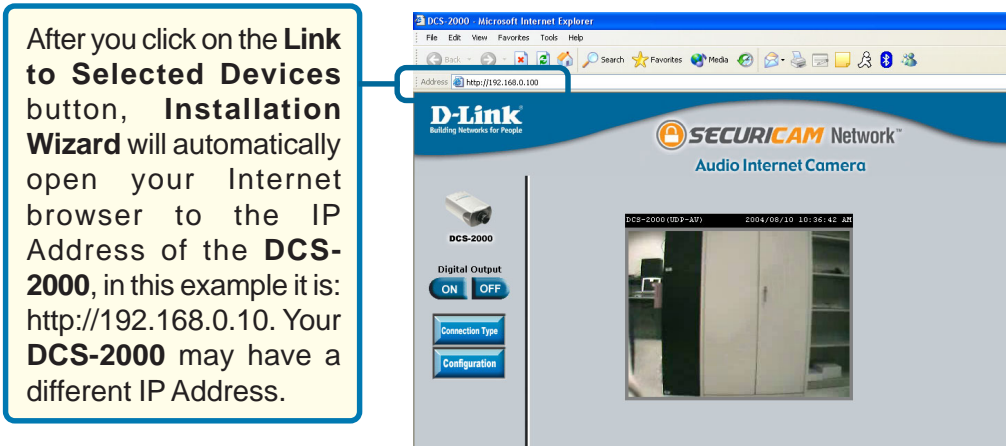 After you click on the Link
to Selected Devices
button, Installation
Wizard will automatically
open your Internet
browser to the IP
Address of the DCS-
2000, in this example it is:
http://192.168.0.10. Your
DCS-2000 may have a
different IP Address.
DCS-2000 - Microsoft Internet Explorer
File Edit View Favorites Tools Help
Back Search Favorites Media
Address http://192.168.0.100
D-Link
Building Networks for People
SECURICAM Network™
Audio Internet Camera
DCS-2000(UDP-AV) 2004/08/10 10:36:42 AM
DCS-2000
Digital Output
ON OFF
Connection Type
Configuration